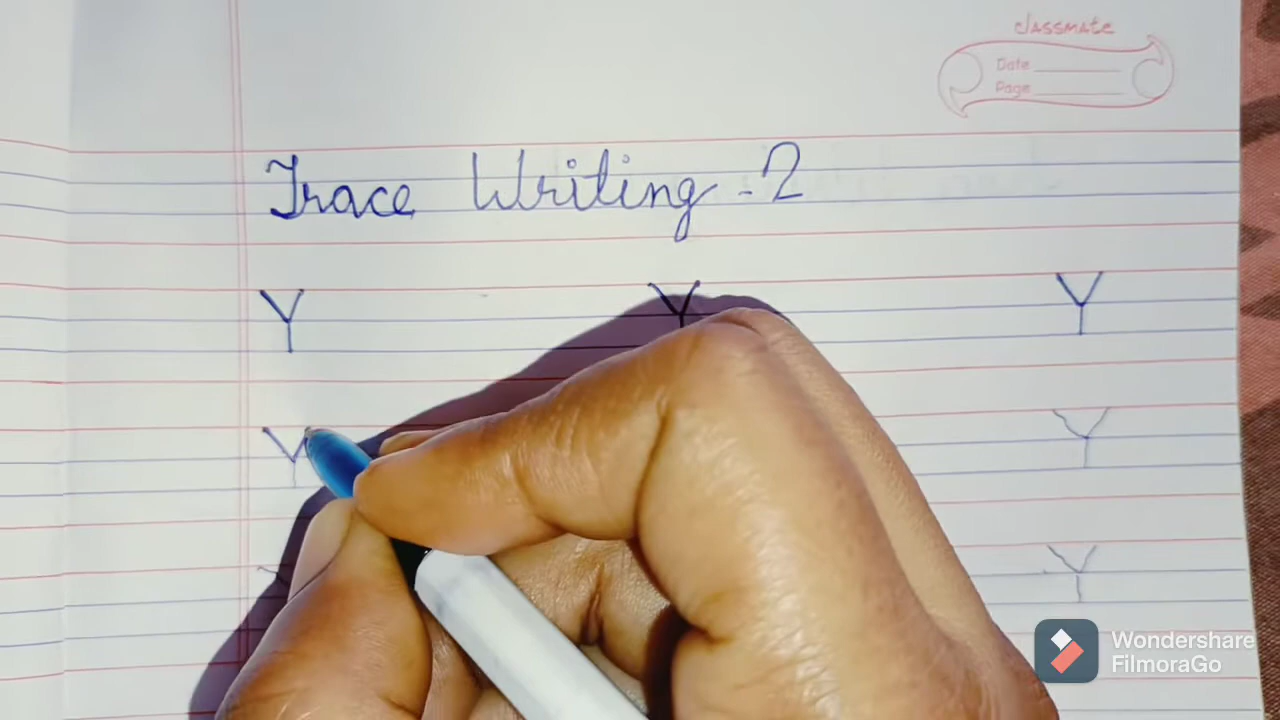 classmate
Date
Page
Trace Writing - 2
Y Y Y
Y Y
Y
Wondershare
FilmoraGo